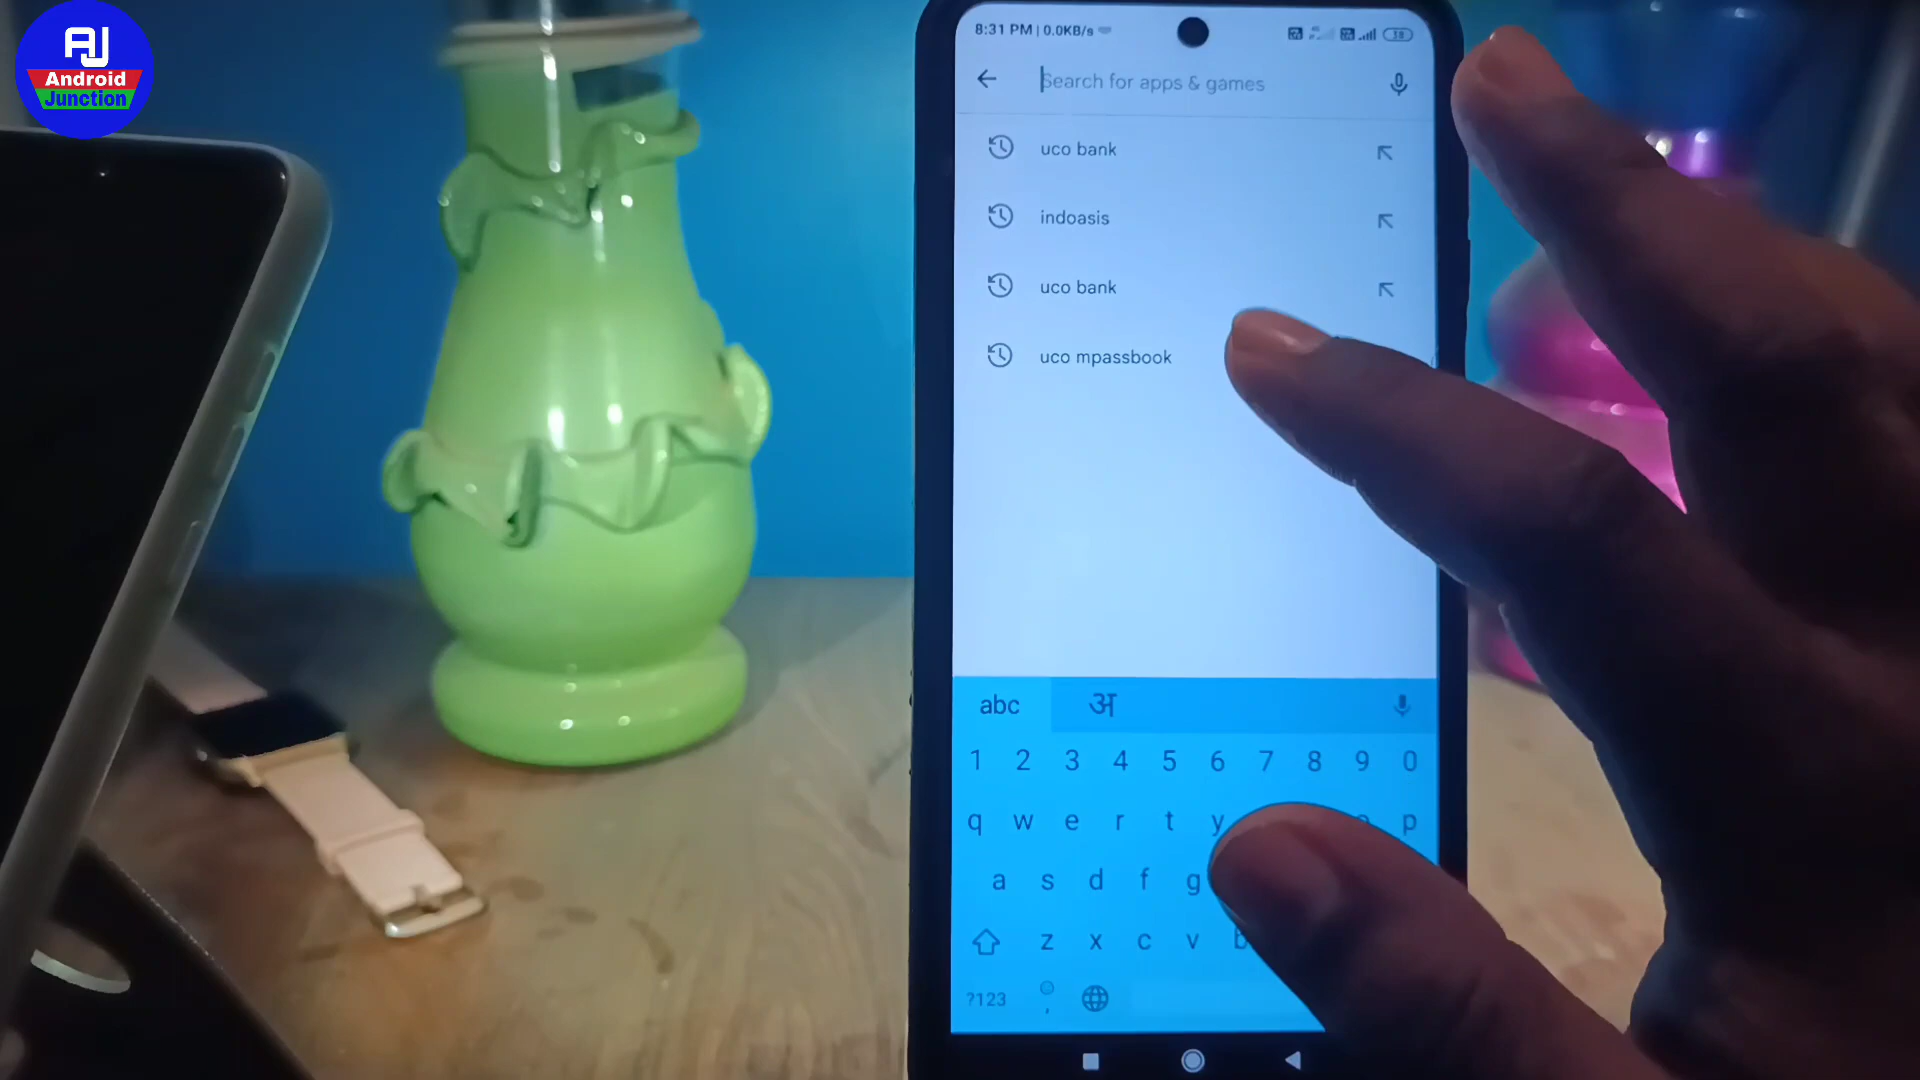 AJ
Android
Junction
8:31 PM | 0.0KB/s
Search for apps & games
uco bank
indoasis
uco bank
uco mpassbook
abc अ
1 2 3 4 5 6 7 8 9 0
q w e r t y p
a s d f g
z x c v b
?123 ,